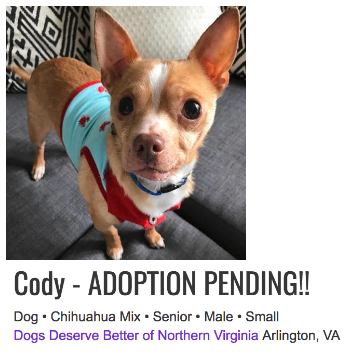 Cody - ADOPTION PENDING!!
Dog • Chihuahua Mix • Senior • Male • Small
Dogs Deserve Better of Northern Virginia Arlington, VA